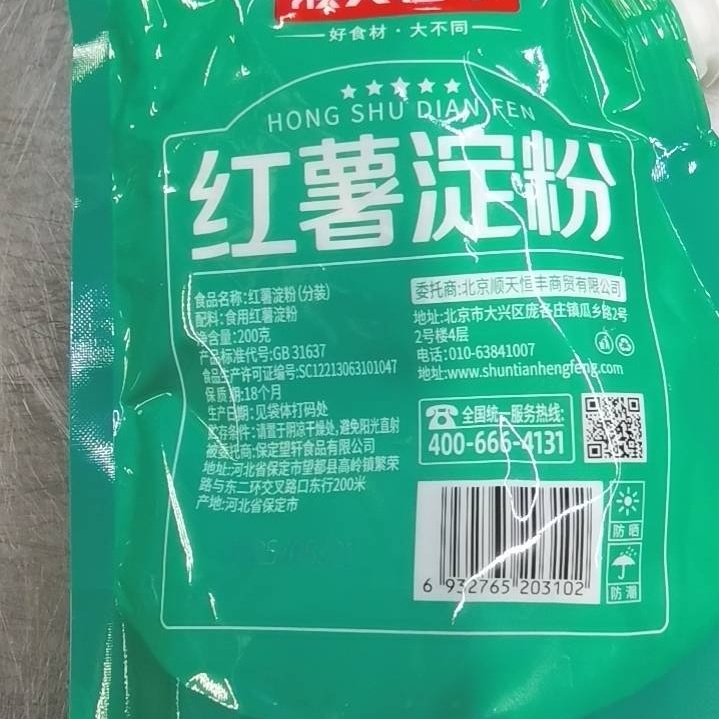 好食材·大不同
HONG SHU DIAN FEN
红薯淀粉
食品名称:红薯淀粉(分装)
配料:食用红薯淀粉
净含量:200克
产品标准代号:GB 31637
食品生产许可证编号:SC12213063101047
保质期:18个月
生产日期:见袋体打码处
贮存条件:请置于阴凉干燥处,避免阳光直射
被委托商:保定望轩食品有限公司
地址:河北省保定市望都县高岭镇繁荣
路与东二环交叉路口东行200米
产地:河北省保定市
委托商:北京顺天恒丰商贸有限公司
地址:北京市大兴区庞各庄镇瓜乡路2号
2号楼4层
电话:010-63841007
地址:www.shuntianhengfeng.com
全国统一服务热线:
400-666-4131
6 932765 203102
防晒
防潮